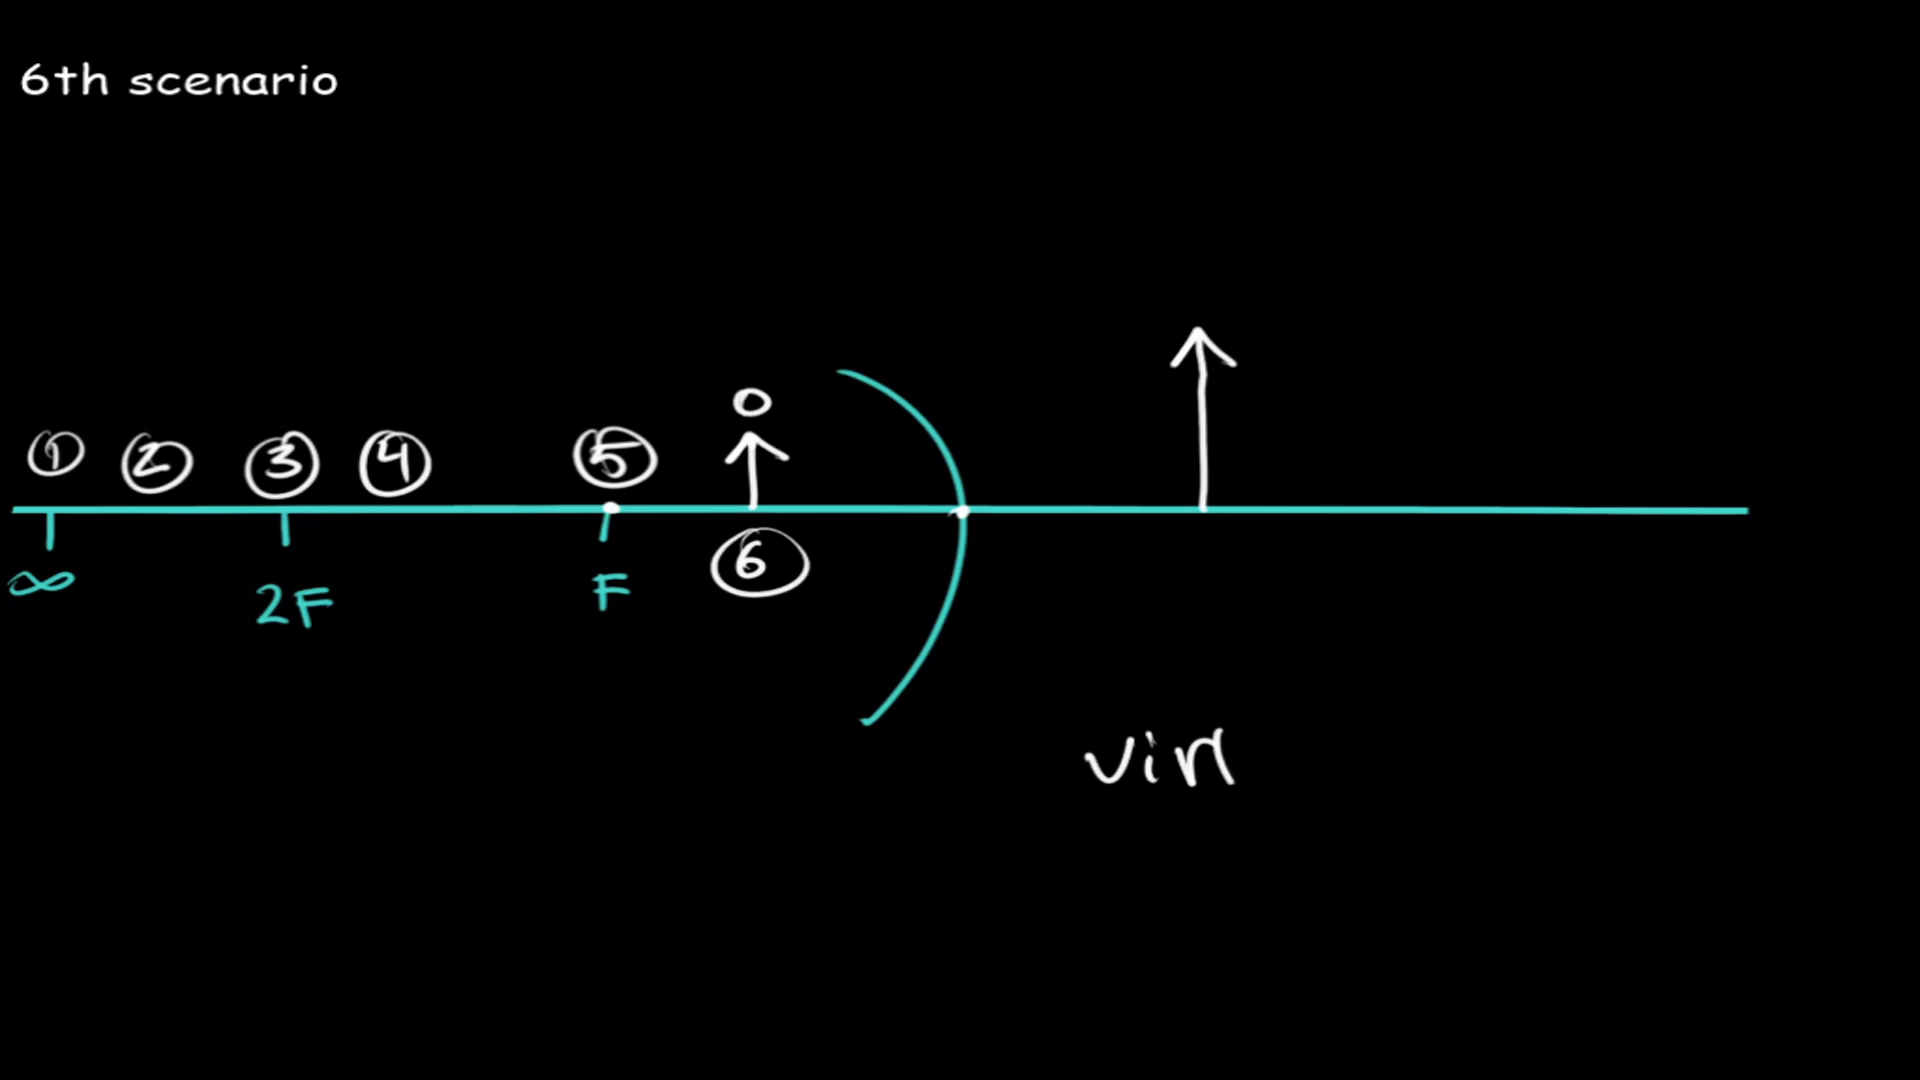 6th scenario
O
① ② ③ ④ ⑤
⑥
∞ 2F F
vir